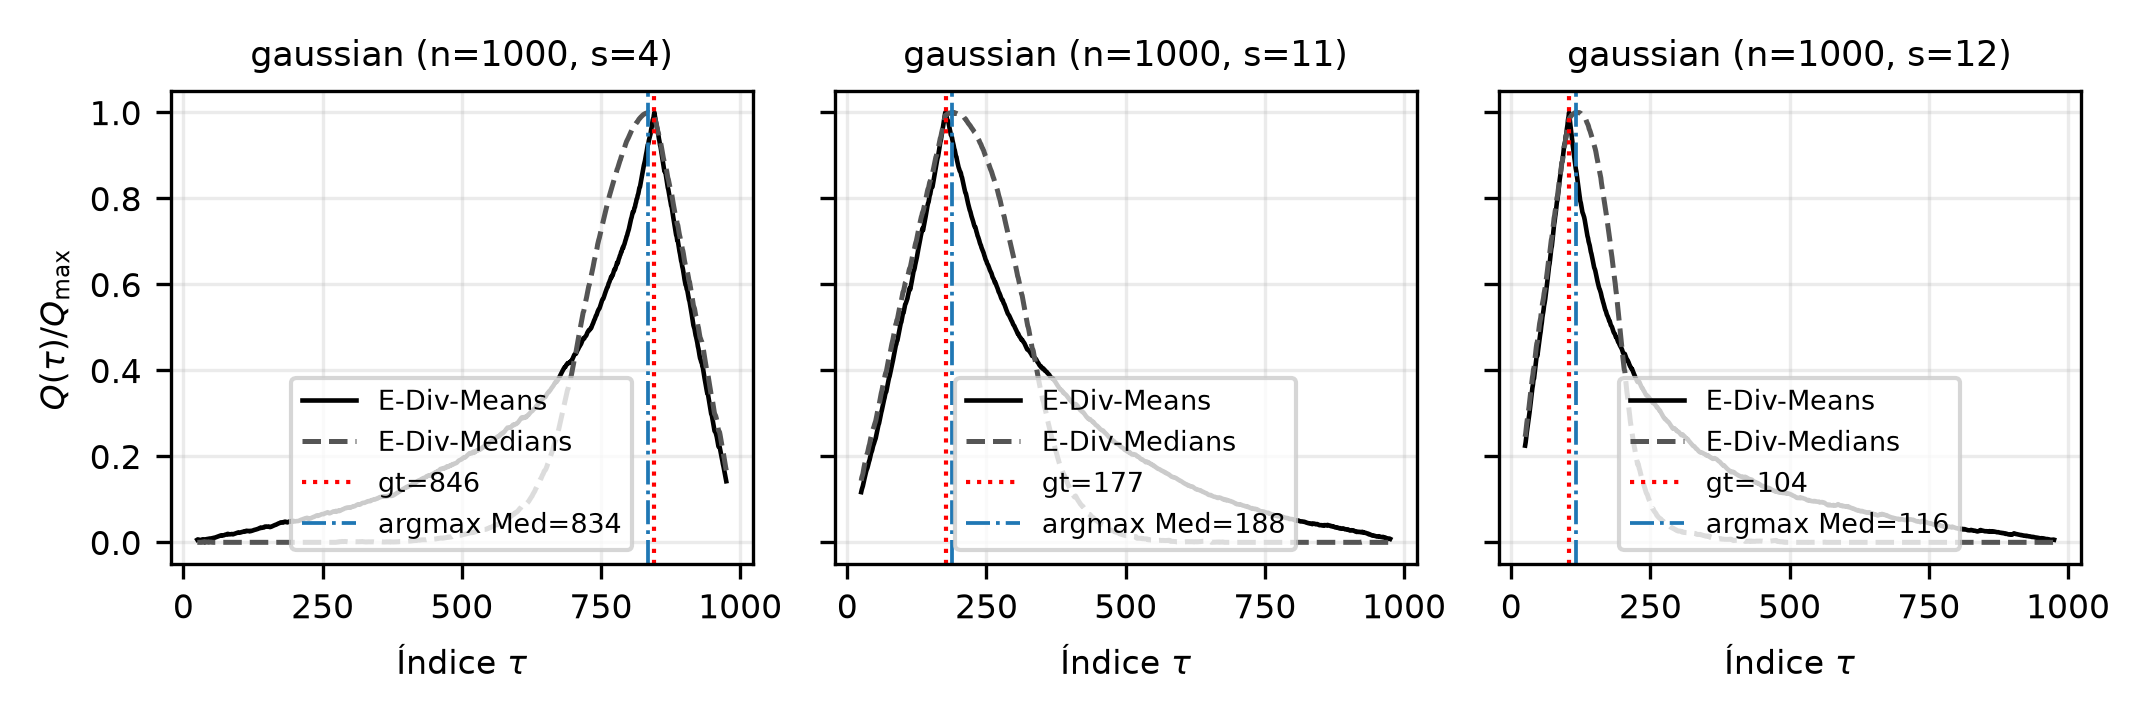 gaussian (n=1000, s=4)
gaussian (n=1000, s=11)
gaussian (n=1000, s=12)
Q(τ)/Qmax
1.0
0.8
0.6
0.4
0.2
0.0
E-Div-Means
E-Div-Medians
gt=846
argmax Med=834
E-Div-Means
E-Div-Medians
gt=177
argmax Med=188
E-Div-Means
E-Div-Medians
gt=104
argmax Med=116
0 250 500 750 1000
0 250 500 750 1000
0 250 500 750 1000
Índice τ
Índice τ
Índice τ